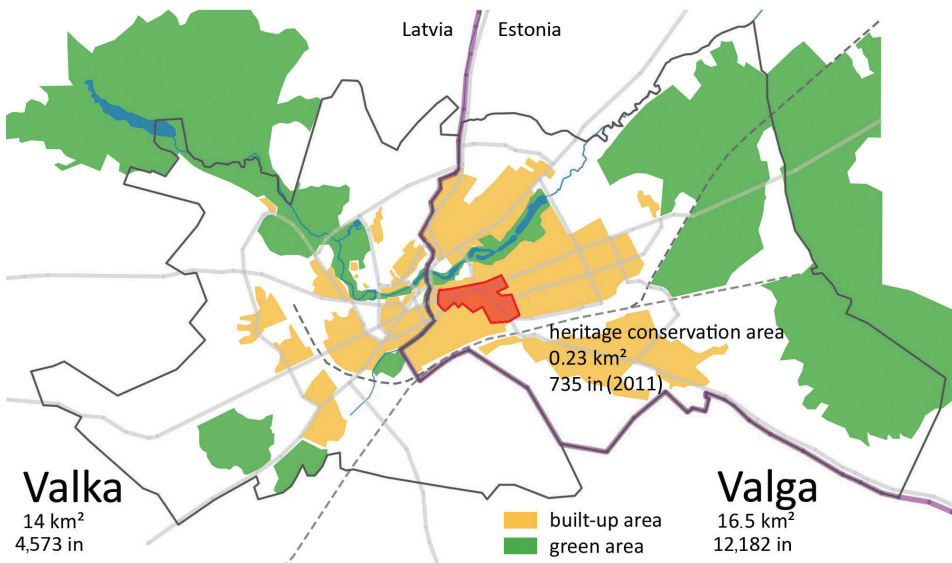 Latvia
Estonia
heritage conservation area
0.23 km²
735 in (2011)
Valka
14 km²
4,573 in
built-up area
green area
Valga
16.5 km²
12,182 in